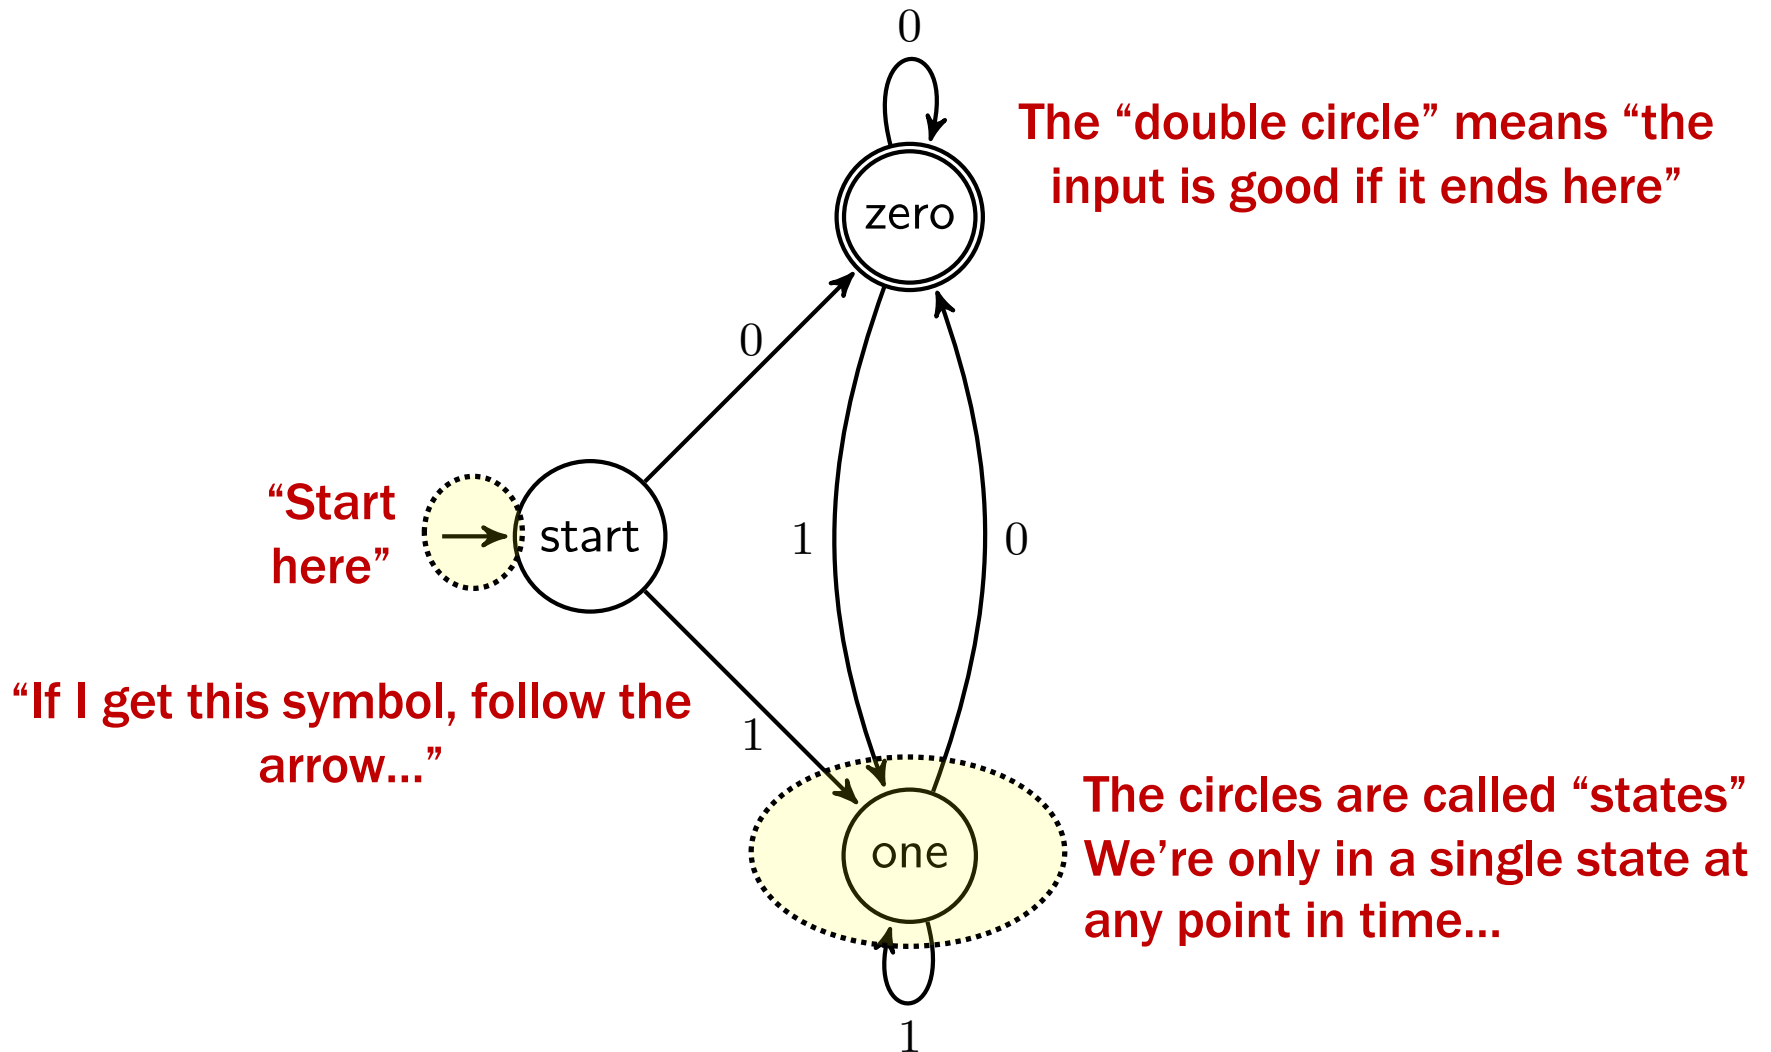 0
The “double circle” means “the
input is good if it ends here”
zero
0
“Start
here”
start
1
0
“If I get this symbol, follow the
arrow…”
1
The circles are called “states”
We’re only in a single state at
any point in time…
one
1